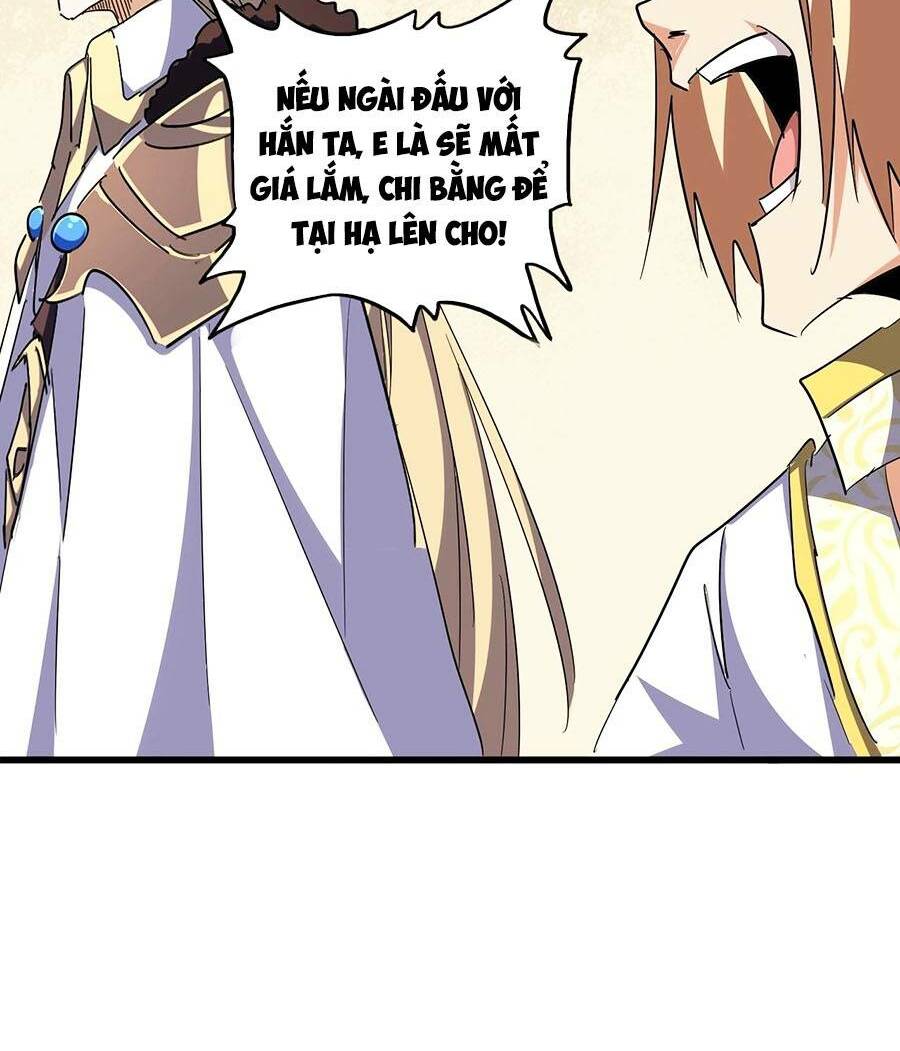 NẾU NGÀI ĐẤU VỚI
HẮN TA, E LÀ SẼ MẤT
GIÁ LẮM, CHI BẰNG ĐỂ
TẠI HẠ LÊN CHO!